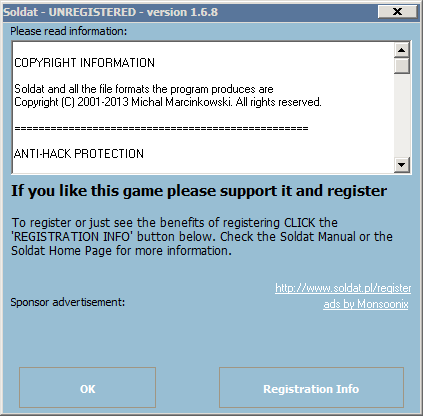 Soldat - UNREGISTERED - version 1.6.8
Please read information:
COPYRIGHT INFORMATION
Soldat and all the file formats the program produces are
Copyright (C) 2001-2013 Michal Marcinkowski. All rights reserved.
=================================================
ANTI-HACK PROTECTION
If you like this game please support it and register
To register or just see the benefits of registering CLICK the
'REGISTRATION INFO' button below. Check the Soldat Manual or the
Soldat Home Page for more information.
http://www.soldat.pl/register
Sponsor advertisement:
ads by Monsoonix
OK
Registration Info